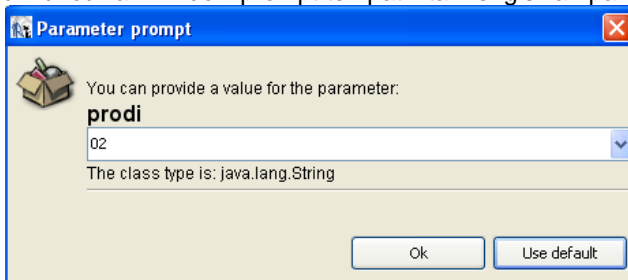 Parameter prompt
You can provide a value for the parameter:
prodi
02
The class type is: java.lang.String
Ok
Use default